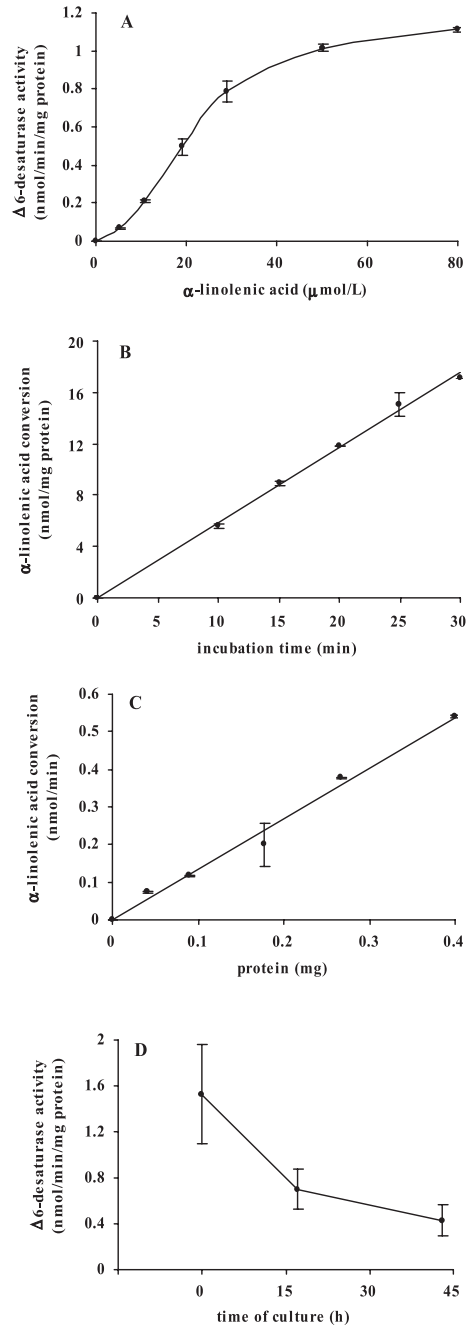 A
Δ6-desaturase activity
(nmol/min/mg protein)
1.2
1
0.8
0.6
0.4
0.2
0
0 20 40 60 80
α-linolenic acid (μmol/L)
B
α-linolenic acid conversion
(nmol/mg protein)
20
16
12
8
4
0
0 5 10 15 20 25 30
incubation time (min)
C
α-linolenic acid conversion
(nmol/min)
0.6
0.5
0.4
0.3
0.2
0.1
0
0 0.1 0.2 0.3 0.4
protein (mg)
D
Δ6-desaturase activity
(nmol/min/mg protein)
2
1.6
1.2
0.8
0.4
0
0 15 30 45
time of culture (h)